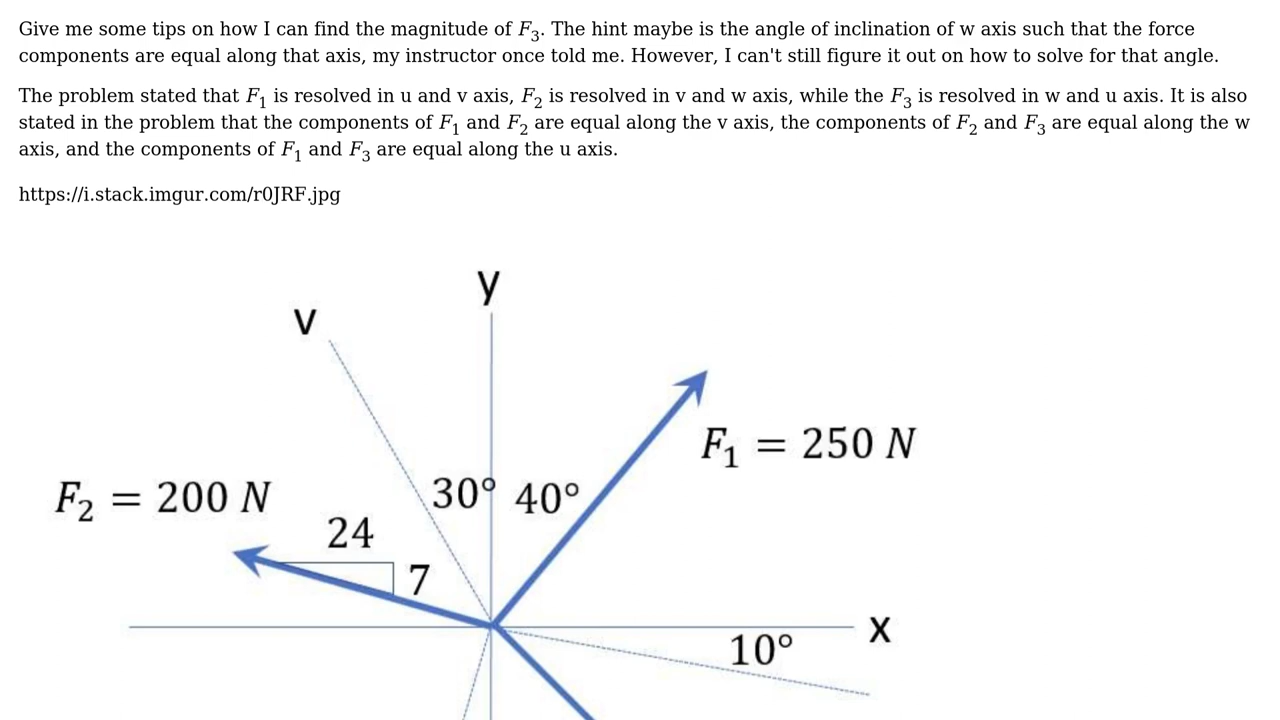 Give me some tips on how I can find the magnitude of F3. The hint maybe is the angle of inclination of w axis such that the force
components are equal along that axis, my instructor once told me. However, I can't still figure it out on how to solve for that angle.
The problem stated that F1 is resolved in u and v axis, F2 is resolved in v and w axis, while the F3 is resolved in w and u axis. It is also
stated in the problem that the components of F1 and F2 are equal along the v axis, the components of F2 and F3 are equal along the w
axis, and the components of F1 and F3 are equal along the u axis.
https://i.stack.imgur.com/r0JRF.jpg
y
v
F1 = 250 N
30° 40°
F2 = 200 N
24
7
x
10°